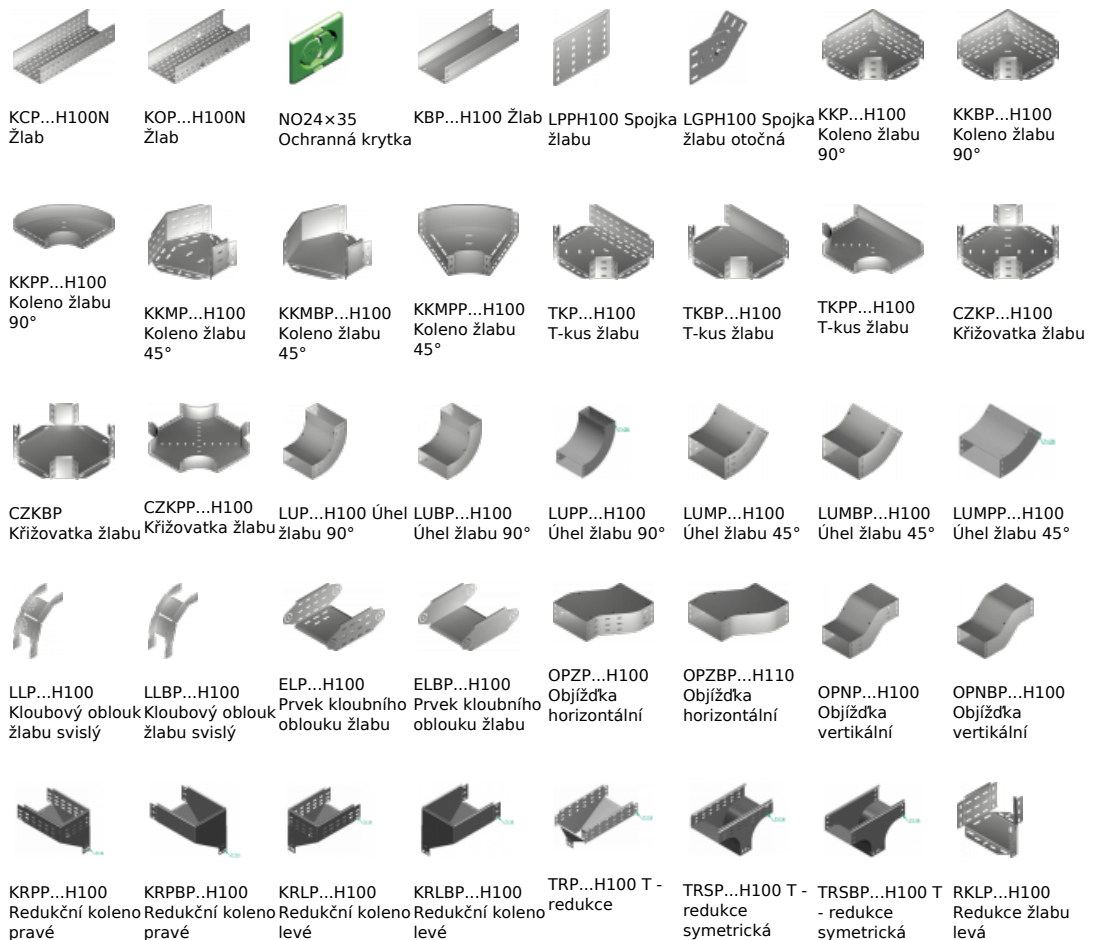 KCP...H100N
Žlab
KOP...H100N
Žlab
NO24×35
Ochranná krytka
KBP...H100 Žlab
LPPH100 Spojka
žlabu
LGPH100 Spojka
žlabu otočná
KKP...H100
Koleno žlabu
90°
KKBP...H100
Koleno žlabu
90°
KKPP...H100
Koleno žlabu
90°
KKMP...H100
Koleno žlabu
45°
KKMBP...H100
Koleno žlabu
45°
KKMPP...H100
Koleno žlabu
45°
TKP...H100
T-kus žlabu
TKBP...H100
T-kus žlabu
TKPP...H100
T-kus žlabu
CZKP...H100
Křižovatka žlabu
CZKBP
Křižovatka žlabu
CZKPP...H100
Křižovatka žlabu
LUP...H100 Úhel
žlabu 90°
LUBP...H100
Úhel žlabu 90°
LUPP...H100
Úhel žlabu 90°
LUMP...H100
Úhel žlabu 45°
LUMBP...H100
Úhel žlabu 45°
LUMPP...H100
Úhel žlabu 45°
LLP...H100
Kloubový oblouk
žlabu svislý
LLBP...H100
Kloubový oblouk
žlabu svislý
ELP...H100
Prvek kloubního
oblouku žlabu
ELBP...H100
Prvek kloubního
oblouku žlabu
OPZP...H100
Objížďka
horizontální
OPZBP...H110
Objížďka
horizontální
OPNP...H100
Objížďka
vertikální
OPNBP...H100
Objížďka
vertikální
KRPP...H100
Redukční koleno
pravé
KRPBP..H100
Redukční koleno
pravé
KRLP...H100
Redukční koleno
levé
KRLBP...H100
Redukční koleno
levé
TRP...H100 T -
redukce
TRSP...H100 T -
redukce
symetrická
TRSBP...H100 T
- redukce
symetrická
RKLP...H100
Redukce žlabu
levá